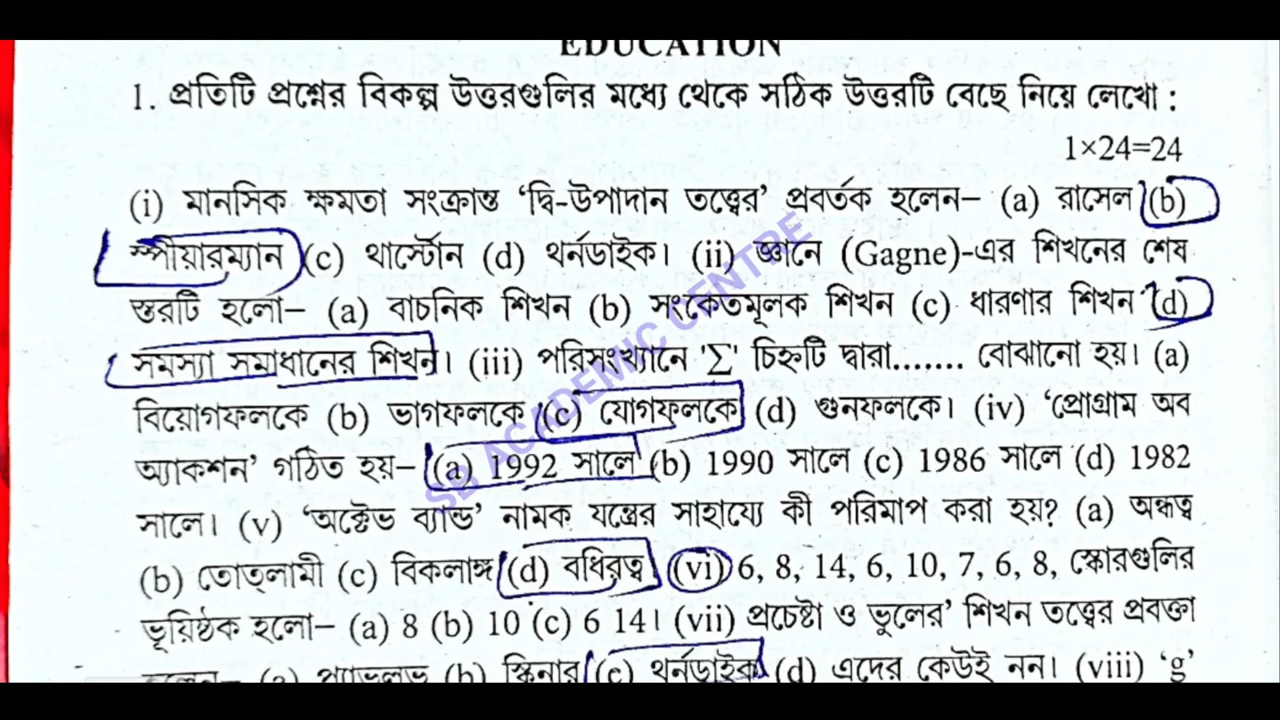 EDUCATION
1. প্রতিটি প্রশ্নের বিকল্প উত্তরগুলির মধ্যে থেকে সঠিক উত্তরটি বেছে নিয়ে লেখো :
1×24=24
(i) মানসিক ক্ষমতা সংক্রান্ত ‘দ্বি-উপাদান তত্ত্বের’ প্রবর্তক হলেন– (a) রাসেল (b)
স্পীয়ারম্যান (c) থার্স্টোন (d) থর্নডাইক। (ii) জ্ঞানে (Gagne)-এর শিখনের শেষ
স্তরটি হলো– (a) বাচনিক শিখন (b) সংকেতমূলক শিখন (c) ধারণার শিখন (d)
সমস্যা সমাধানের শিখন। (iii) পরিসংখ্যানে '∑' চিহ্নটি দ্বারা....... বোঝানো হয়। (a)
বিয়োগফলকে (b) ভাগফলকে (c) যোগফলকে (d) গুনফলকে। (iv) ‘প্রোগ্রাম অব
অ্যাকশন’ গঠিত হয়– (a) 1992 সালে (b) 1990 সালে (c) 1986 সালে (d) 1982
সালে। (v) ‘অক্টেভ ব্যান্ড’ নামক যন্ত্রের সাহায্যে কী পরিমাপ করা হয়? (a) অন্ধত্ব
(b) তোত্লামী (c) বিকলাঙ্গ (d) বধিরত্ব (vi) 6, 8, 14, 6, 10, 7, 6, 8, স্কোরগুলির
ভূয়িষ্ঠক হলো– (a) 8 (b) 10 (c) 6 14। (vii) প্রচেষ্টা ও ভুলের’ শিখন তত্ত্বের প্রবক্তা
হলেন– (a) প্যাভলভ (b) স্কিনার (c) থর্নডাইক (d) এদের কেউই নন। (viii) ‘g’
SB ACADEMIC CENTRE